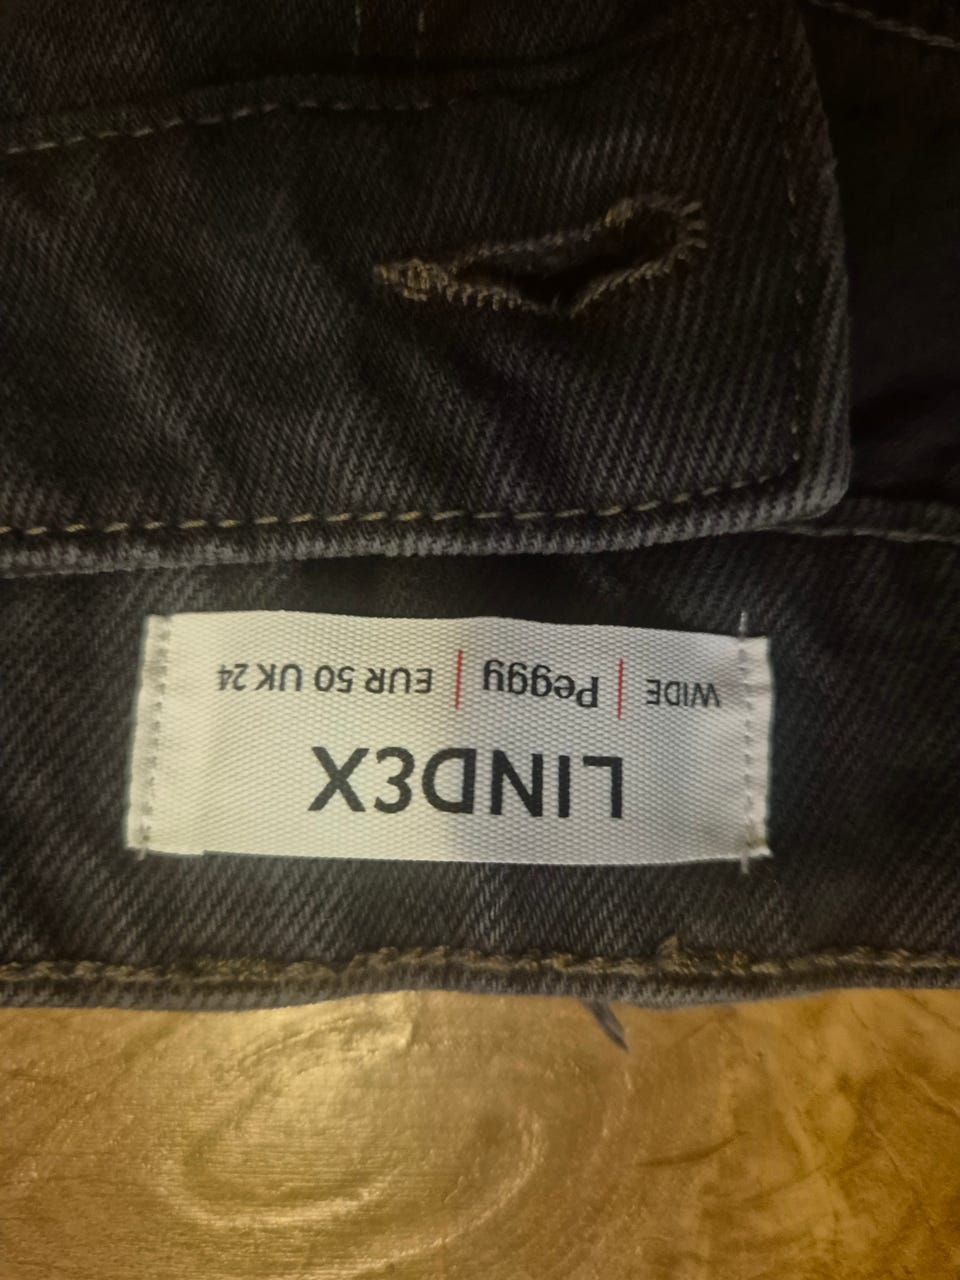 LINDEX
WIDE | Peggy | EUR 50 UK 24